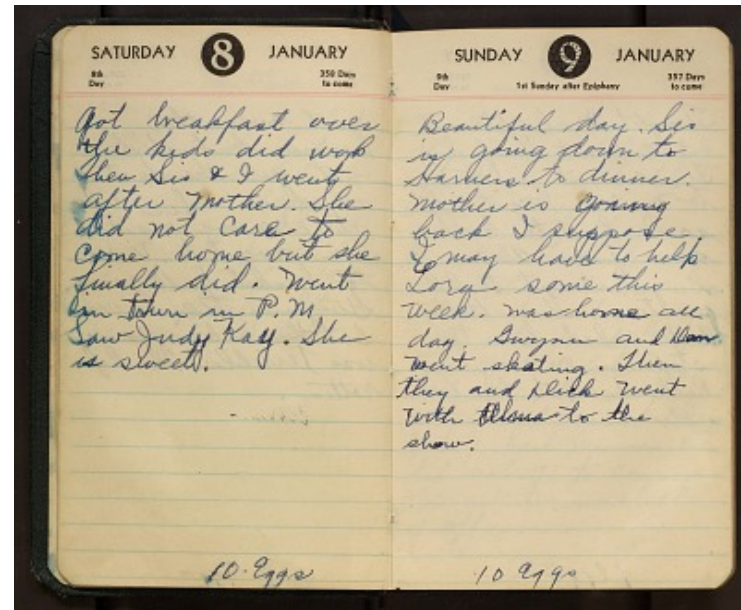 SATURDAY 8 JANUARY
8th Day
358 Days to come
Got breakfast over
the kids did work
then Sis & I went
after Mother. She
did not care to
come home but she
finally did. Went
in town in P.M.
Saw Judy Kay. She
is sweet.
10 Eggs
SUNDAY 9 JANUARY
9th Day
1st Sunday after Epiphany
357 Days to come
Beautiful day. Sis
is going down to
to dinner.
Mother is going
back I suppose.
I may have to help
Lora some this
week. Was home all
day. Gwynn and
went skating. Then
they and Dick went
with to the
show.
10 Eggs